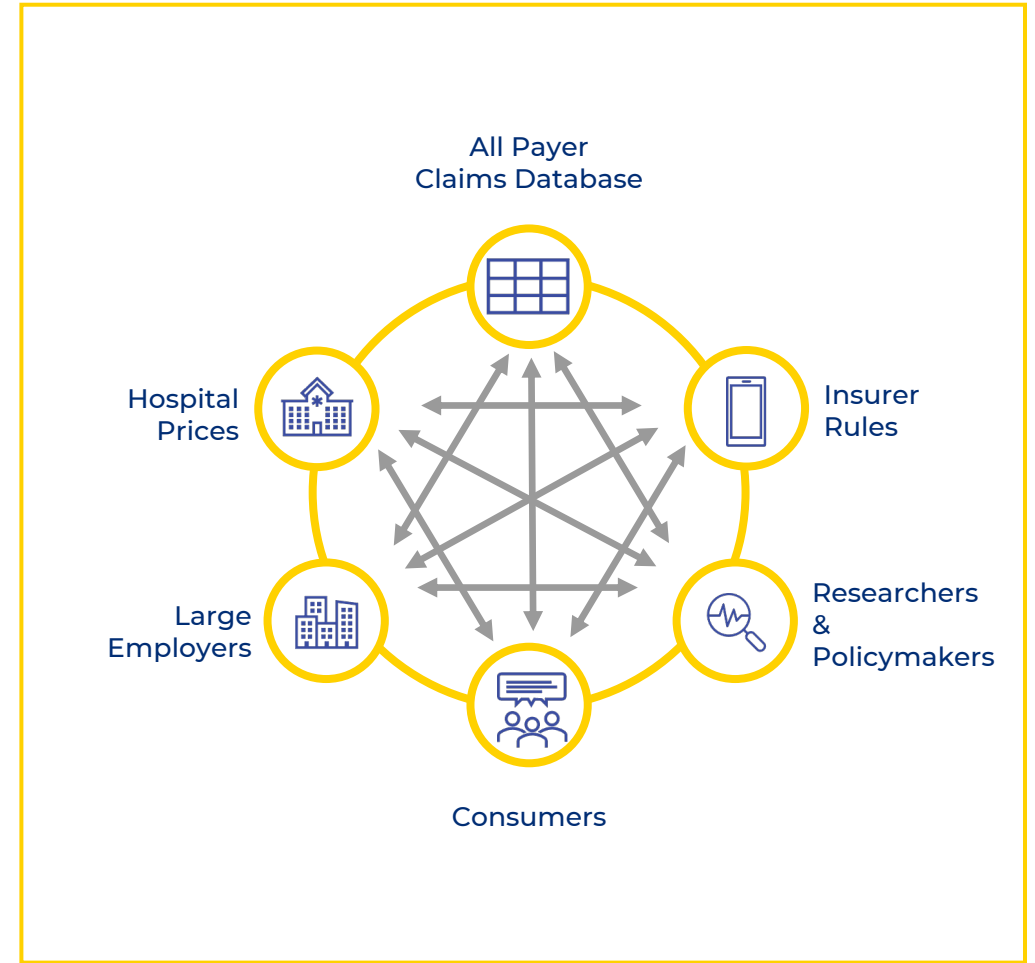 All Payer
Claims Database
Hospital
Prices
Insurer
Rules
Large
Employers
Researchers
&
Policymakers
Consumers